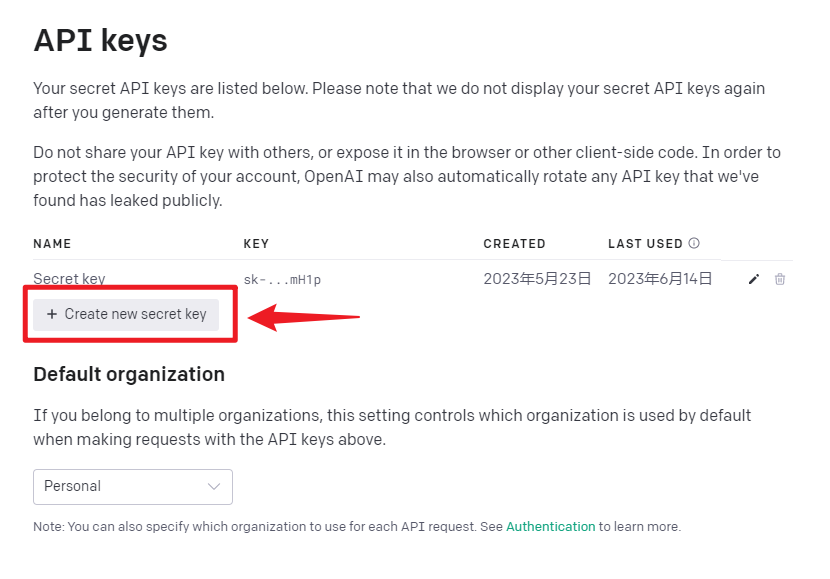 API keys
Your secret API keys are listed below. Please note that we do not display your secret API keys again
after you generate them.
Do not share your API key with others, or expose it in the browser or other client-side code. In order to
protect the security of your account, OpenAI may also automatically rotate any API key that we've
found has leaked publicly.
NAME KEY CREATED LAST USED
Secret key sk-...mH1p 2023年5月23日 2023年6月14日
+ Create new secret key
Default organization
If you belong to multiple organizations, this setting controls which organization is used by default
when making requests with the API keys above.
Personal
Note: You can also specify which organization to use for each API request. See Authentication to learn more.